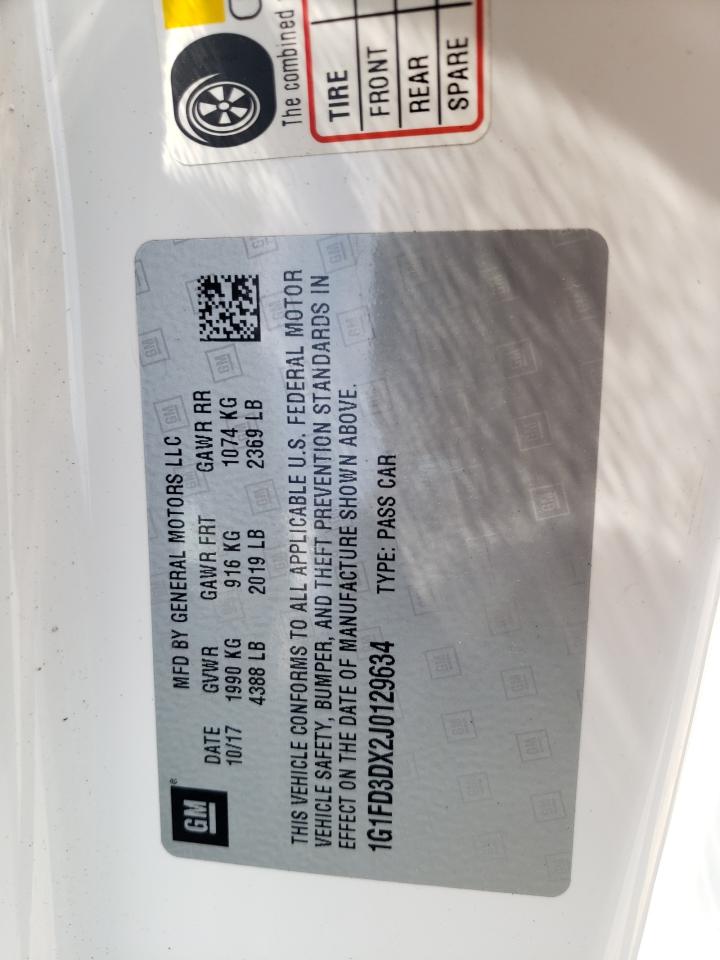 GM
MFD BY GENERAL MOTORS LLC
DATE GVWR GAWR FRT GAWR RR
10/17 1990 KG 916 KG 1074 KG
4388 LB 2019 LB 2369 LB
THIS VEHICLE CONFORMS TO ALL APPLICABLE U.S. FEDERAL MOTOR
VEHICLE SAFETY, BUMPER, AND THEFT PREVENTION STANDARDS IN
EFFECT ON THE DATE OF MANUFACTURE SHOWN ABOVE.
1G1FD3DX2J0129634 TYPE: PASS CAR
The combined
TIRE
FRONT
REAR
SPARE